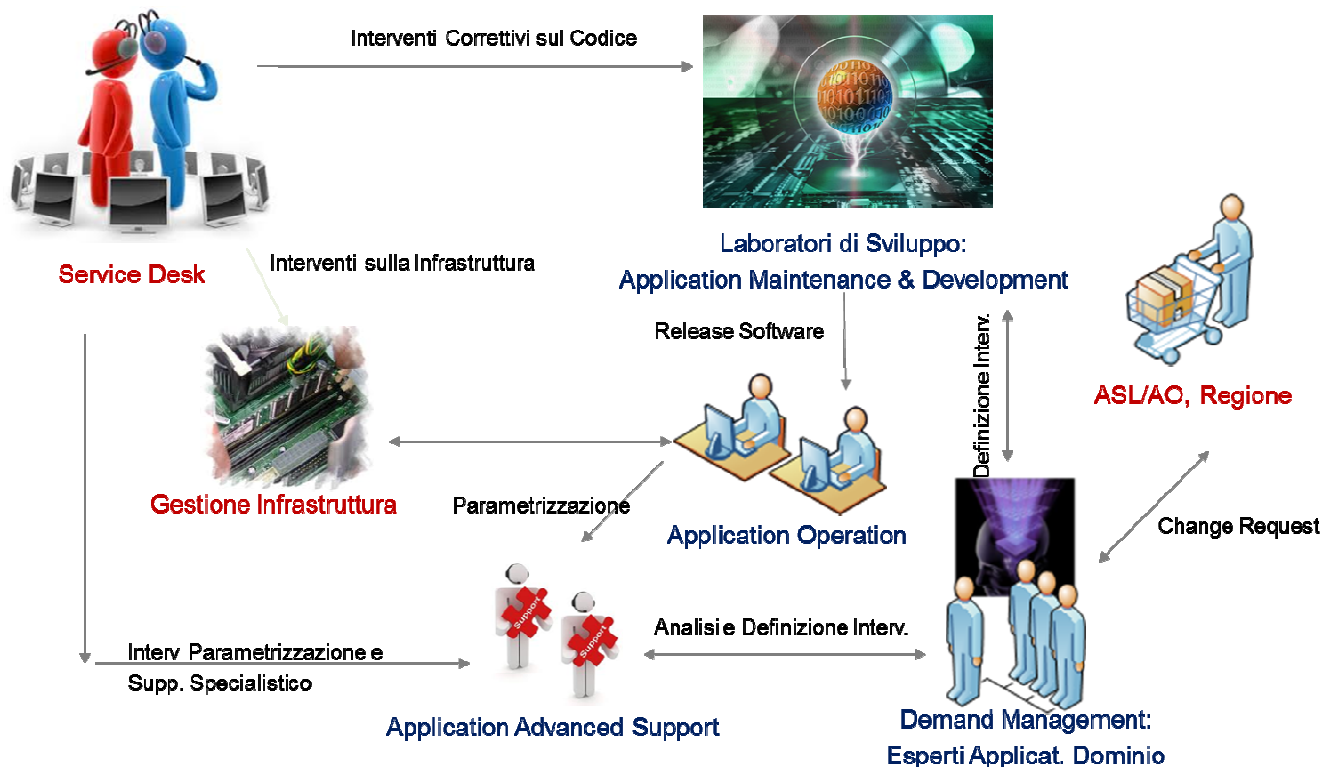 Interventi Correttivi sul Codice
Service Desk
Interventi sulla Infrastruttura
Laboratori di Sviluppo:
Application Maintenance & Development
Release Software
Definizione Interv.
ASL/AO, Regione
Gestione Infrastruttura
Parametrizzazione
Application Operation
Change Request
Support
Support
Analisi e Definizione Interv.
Interv Parametrizzazione e
Supp. Specialistico
Application Advanced Support
Demand Management:
Esperti Applicat. Dominio